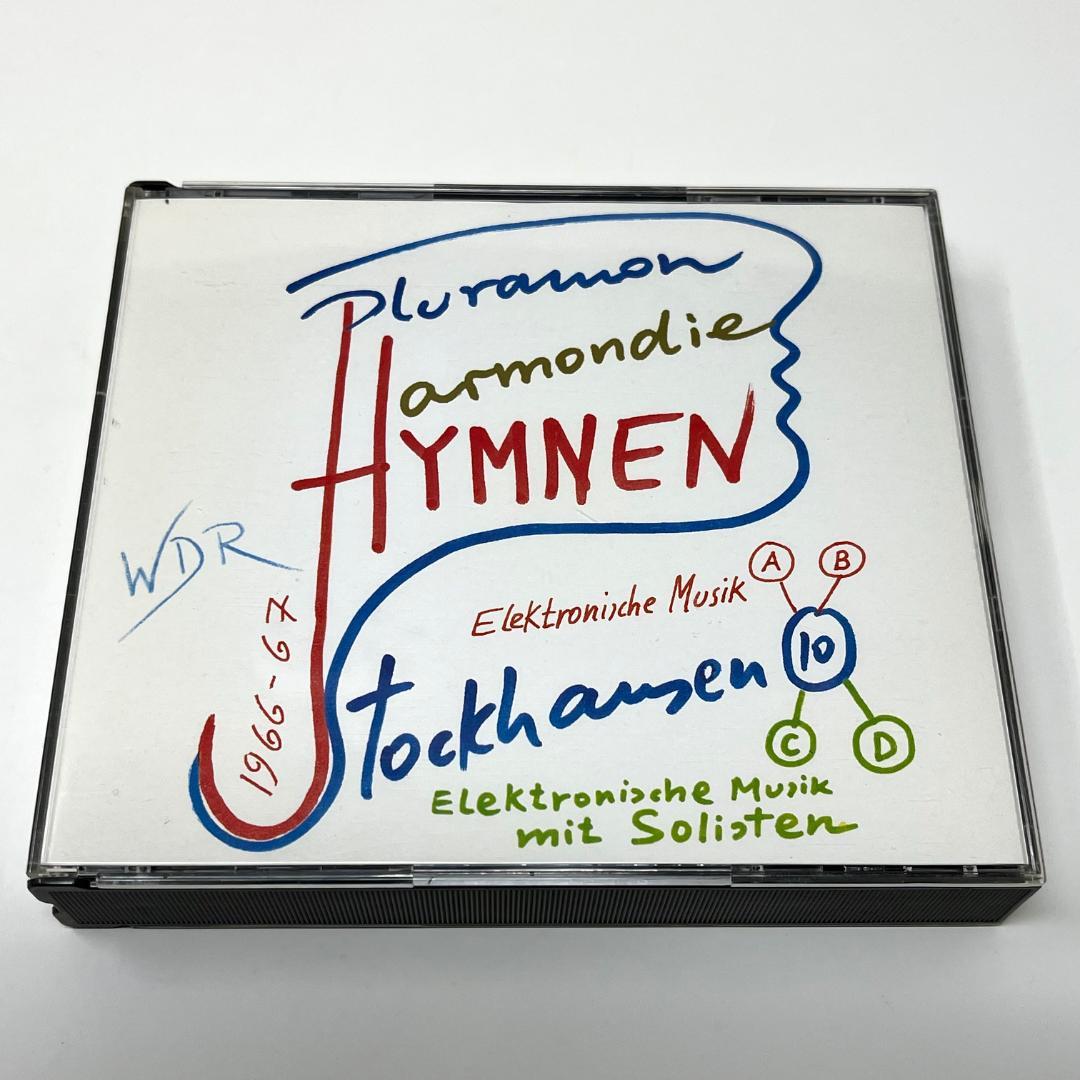 Pluramon
Harmondie
HYMNEN
WDR
1966-67
Elektronische Musik
A
B
10
Stockhausen
C
D
Elektronische Musik
mit Solisten